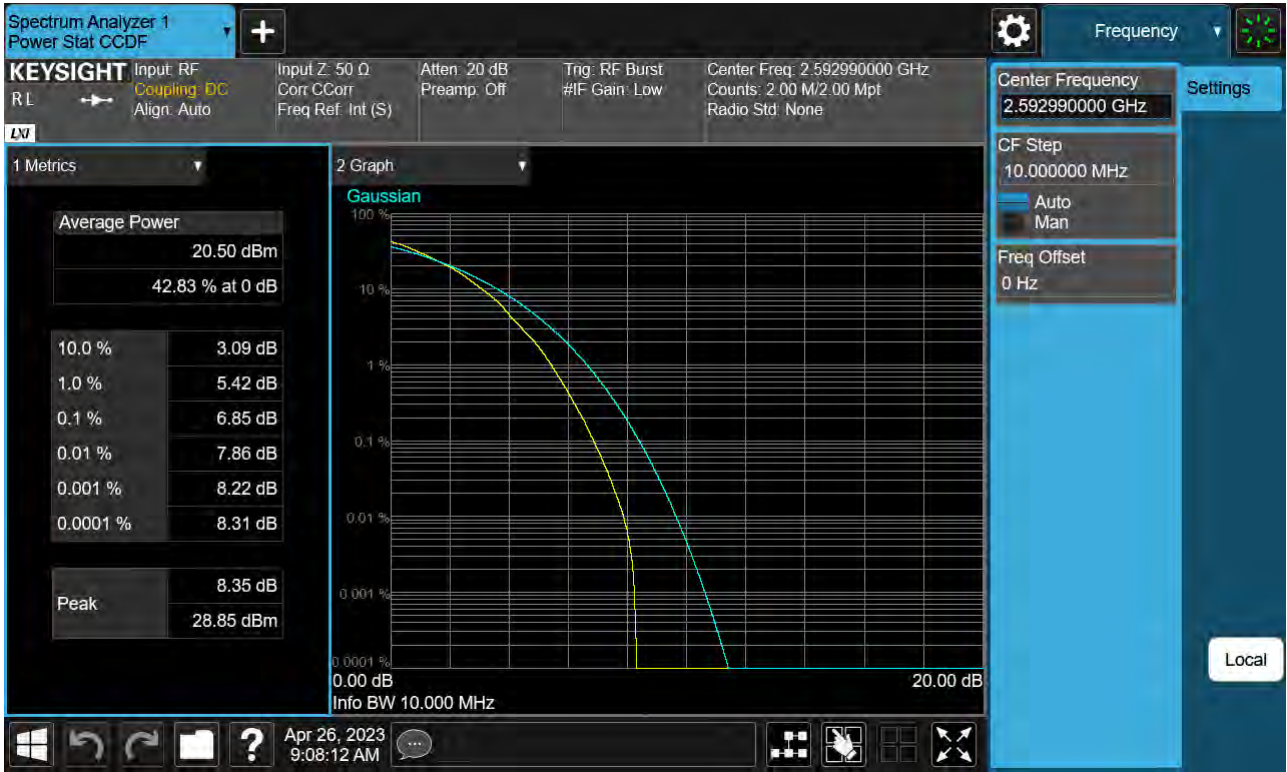 Spectrum Analyzer 1
Power Stat CCDF
Frequency
KEYSIGHT
RL
LXI
Input: RF
Coupling: DC
Align: Auto
Input Z: 50 Ω
Corr CCorr
Freq Ref: Int (S)
Atten: 20 dB
Preamp: Off
Trig: RF Burst
#IF Gain: Low
Center Freq: 2.592990000 GHz
Counts: 2.00 M/2.00 Mpt
Radio Std: None
Center Frequency
2.592990000 GHz
Settings
CF Step
10.000000 MHz
Auto
Man
Freq Offset
0 Hz
Local
1 Metrics
Average Power
20.50 dBm
42.83 % at 0 dB
10.0 % 3.09 dB
1.0 % 5.42 dB
0.1 % 6.85 dB
0.01 % 7.86 dB
0.001 % 8.22 dB
0.0001 % 8.31 dB
Peak
8.35 dB
28.85 dBm
2 Graph
Gaussian
100 %
10 %
1 %
0.1 %
0.01 %
0.001 %
0.0001 %
0.00 dB 20.00 dB
Info BW 10.000 MHz
?
Apr 26, 2023
9:08:12 AM